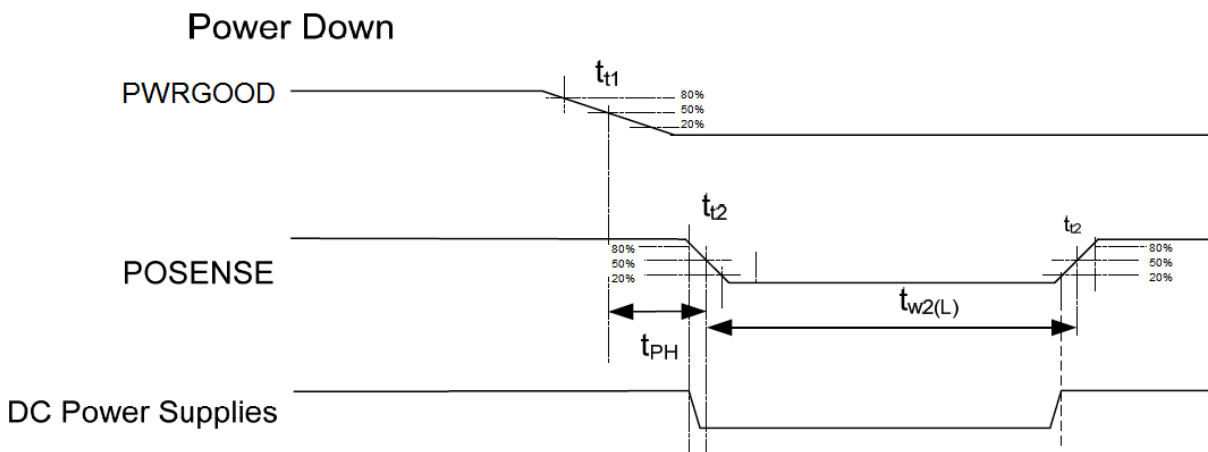 Power Down
PWRGOOD
t_t1
80%
50%
20%
POSENSE
t_t2
80%
50%
20%
t_t2
80%
50%
20%
t_PH
t_w2(L)
DC Power Supplies